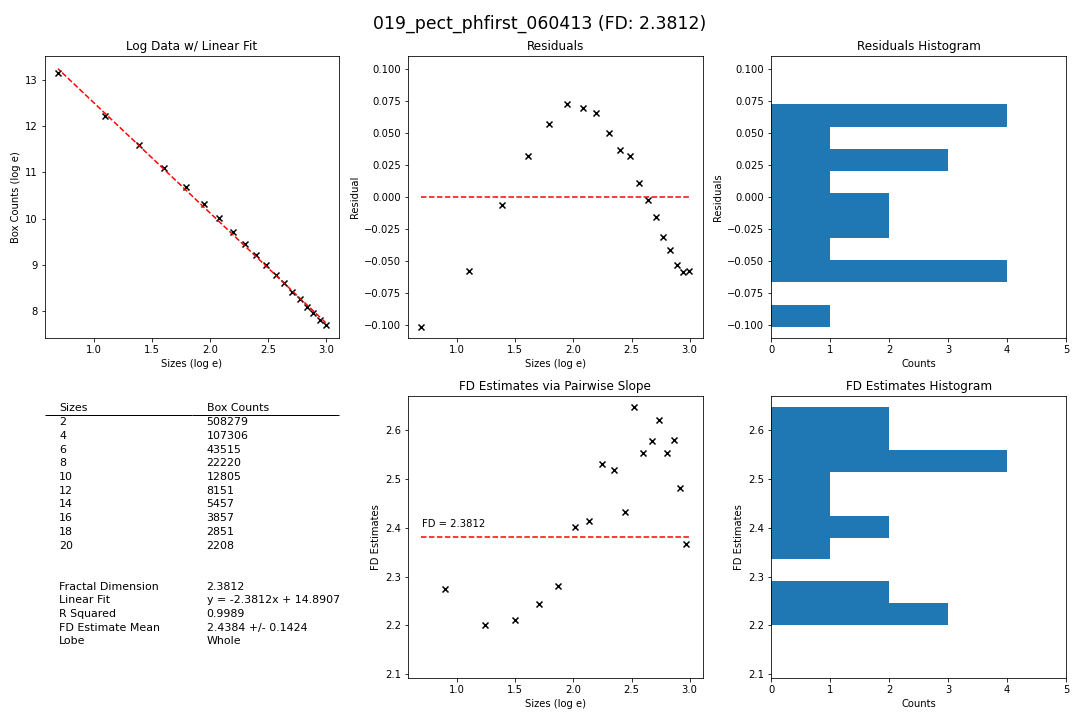 019_pect_phfirst_060413 (FD: 2.3812)
Log Data w/ Linear Fit
13
12
11
10
9
8
Box Counts (log e)
1.0 1.5 2.0 2.5 3.0
Sizes (log e)
Residuals
0.100
0.075
0.050
0.025
0.000
−0.025
−0.050
−0.075
−0.100
Residual
1.0 1.5 2.0 2.5 3.0
Sizes (log e)
Residuals Histogram
0.100
0.075
0.050
0.025
0.000
−0.025
−0.050
−0.075
−0.100
Residuals
0 1 2 3 4 5
Counts
Sizes Box Counts
2 508279
4 107306
6 43515
8 22220
10 12805
12 8151
14 5457
16 3857
18 2851
20 2208
Fractal Dimension 2.3812
Linear Fit y = -2.3812x + 14.8907
R Squared 0.9989
FD Estimate Mean 2.4384 +/- 0.1424
Lobe Whole
FD Estimates via Pairwise Slope
2.6
2.5
2.4
2.3
2.2
2.1
FD Estimates
FD = 2.3812
1.0 1.5 2.0 2.5 3.0
Sizes (log e)
FD Estimates Histogram
2.6
2.5
2.4
2.3
2.2
2.1
FD Estimates
0 1 2 3 4 5
Counts